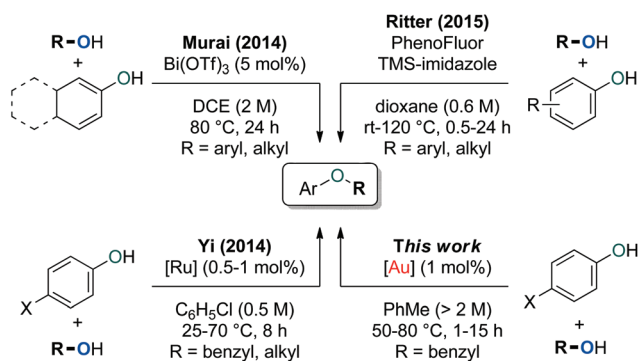 R–OH
+
OH
Murai (2014)
Bi(OTf)₃ (5 mol%)
DCE (2 M)
80 °C, 24 h
R = aryl, alkyl
Ritter (2015)
PhenoFluor
TMS-imidazole
dioxane (0.6 M)
rt-120 °C, 0.5-24 h
R = aryl, alkyl
R–OH
+
OH
R
Ar O R
OH
X
+
R–OH
Yi (2014)
[Ru] (0.5-1 mol%)
C₆H₅Cl (0.5 M)
25-70 °C, 8 h
R = benzyl, alkyl
This work
[Au] (1 mol%)
PhMe (> 2 M)
50-80 °C, 1-15 h
R = benzyl
OH
X
+
R–OH